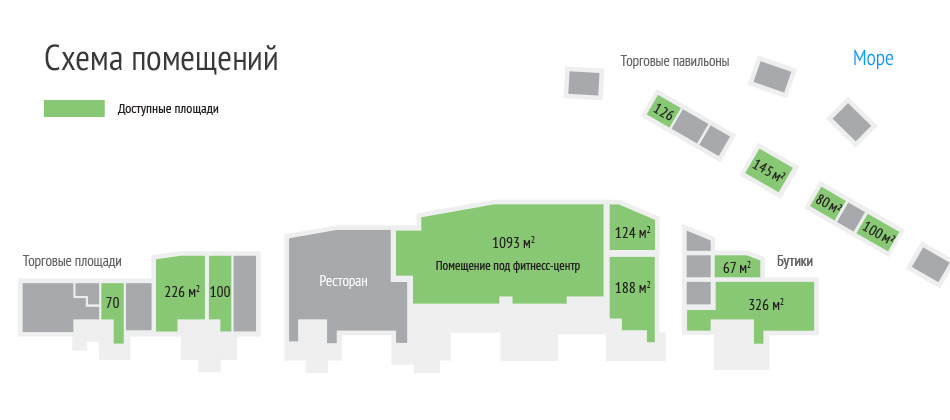 Схема помещений
Доступные площади
Торговые павильоны
Море
126
145 м²
80 м²
100 м²
124 м²
1093 м²
Помещение под фитнесс-центр
188 м²
Ресторан
Торговые площади
70
226 м²
100
67 м²
Бутики
326 м²